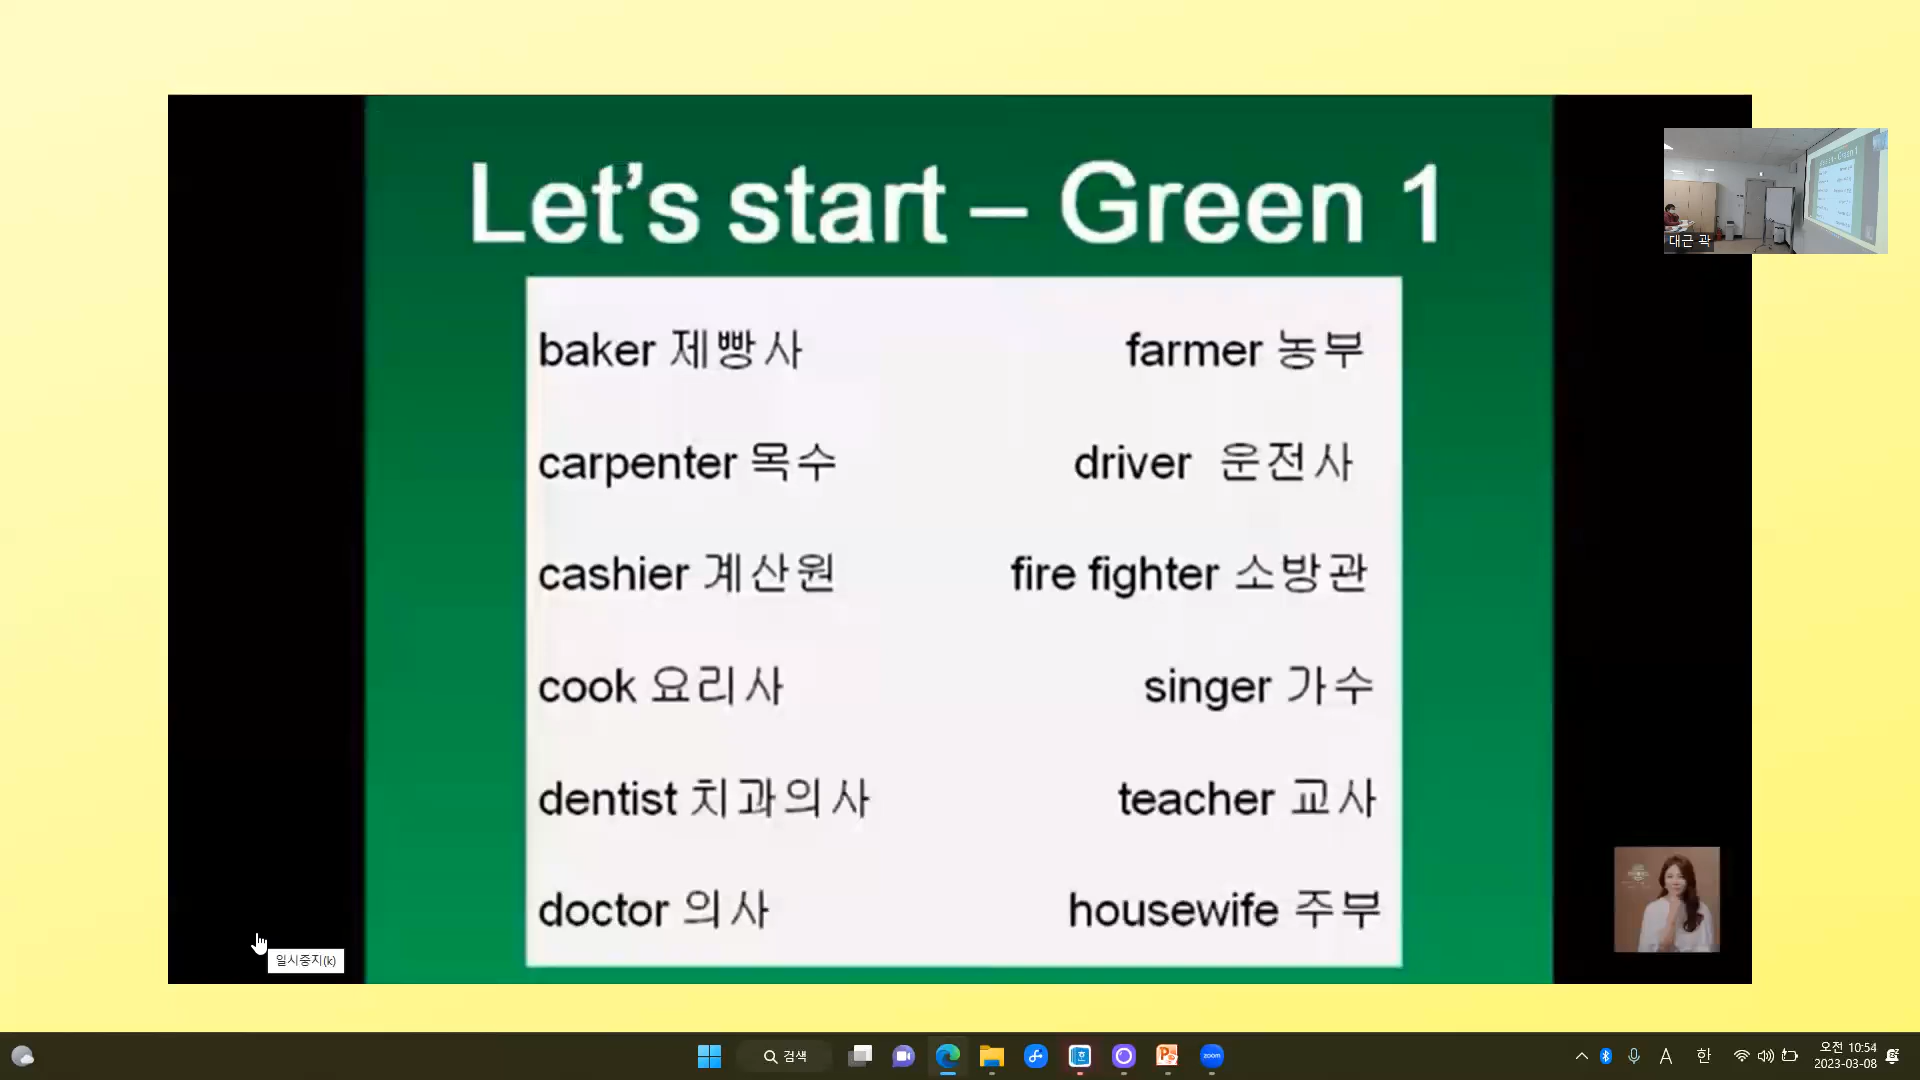 Let's start – Green 1
baker 제빵사 farmer 농부
carpenter 목수 driver 운전사
cashier 계산원 fire fighter 소방관
cook 요리사 singer 가수
dentist 치과의사 teacher 교사
doctor 의사 housewife 주부
대근 곽
일시중지(k)
검색
zoom
A 한
오전 10:54
2023-03-08